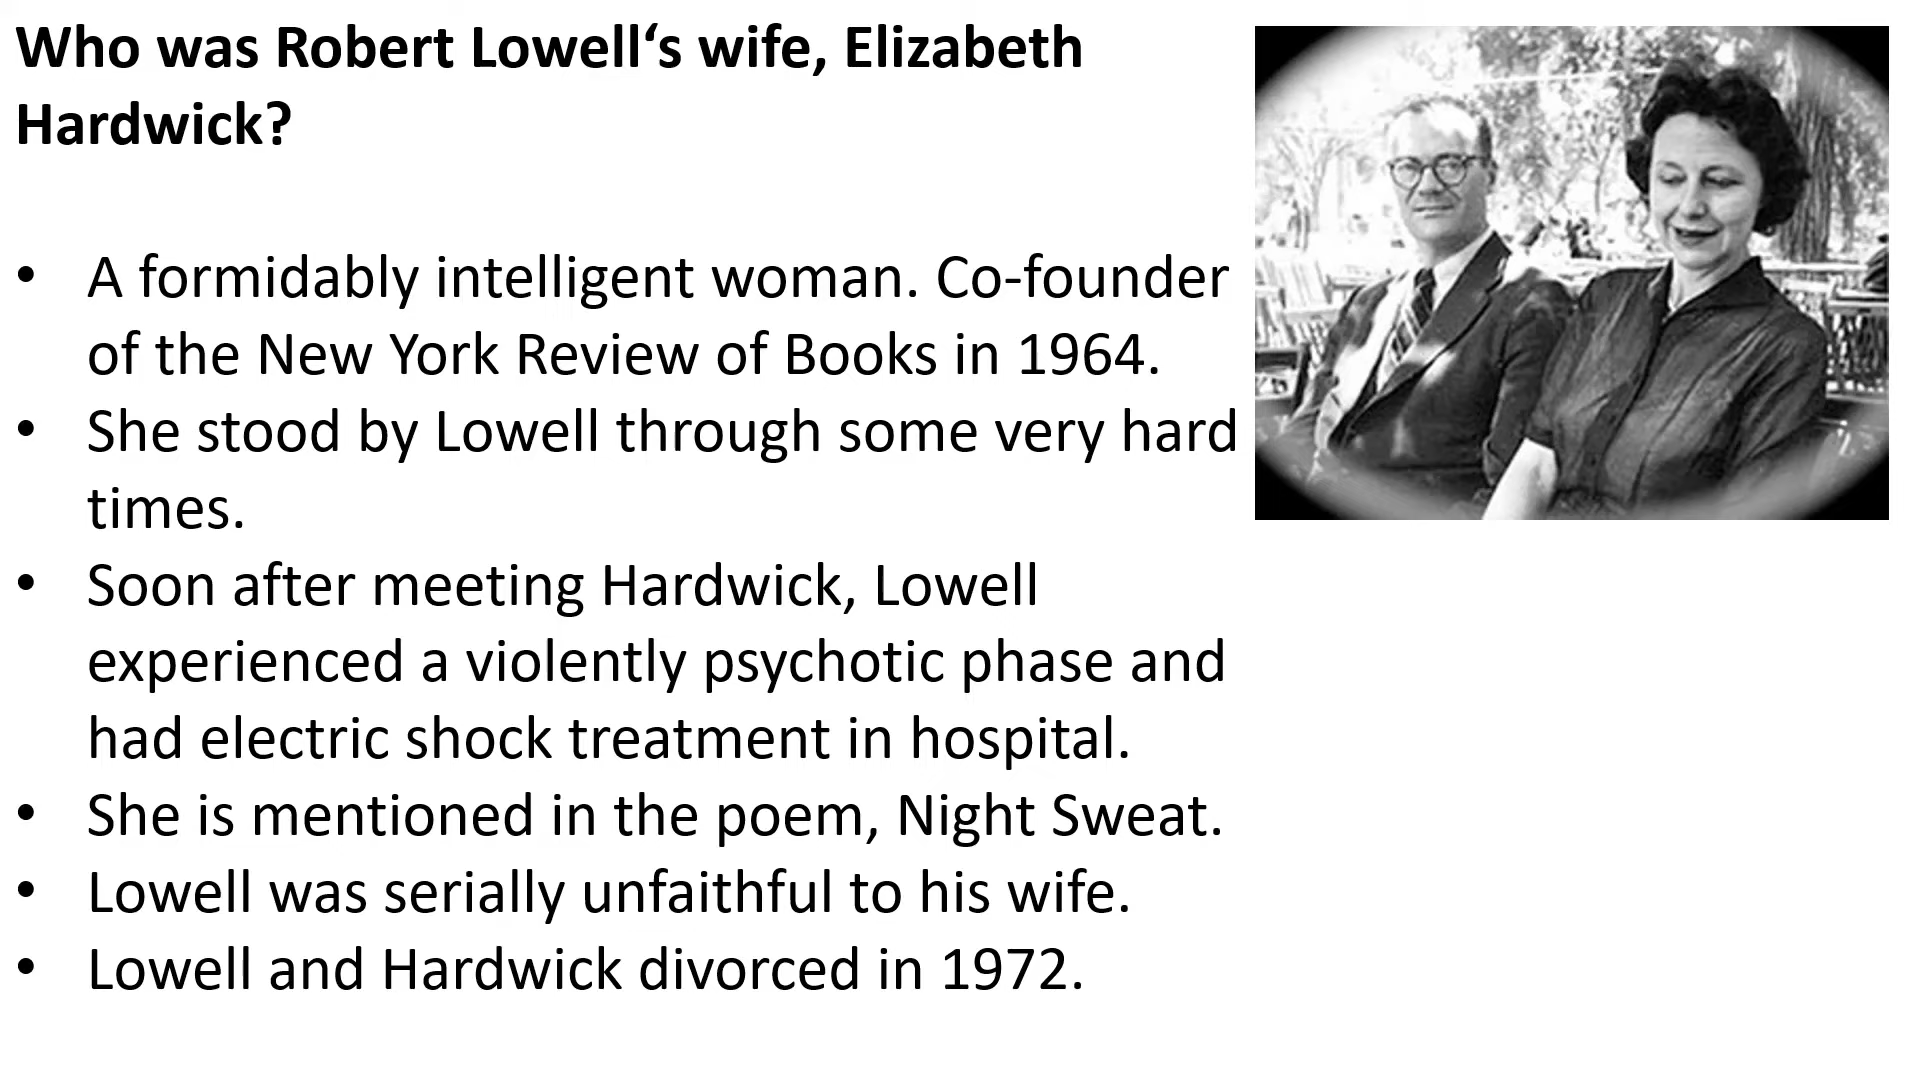 Who was Robert Lowell‘s wife, Elizabeth
Hardwick?
• A formidably intelligent woman. Co-founder
of the New York Review of Books in 1964.
• She stood by Lowell through some very hard
times.
• Soon after meeting Hardwick, Lowell
experienced a violently psychotic phase and
had electric shock treatment in hospital.
• She is mentioned in the poem, Night Sweat.
• Lowell was serially unfaithful to his wife.
• Lowell and Hardwick divorced in 1972.